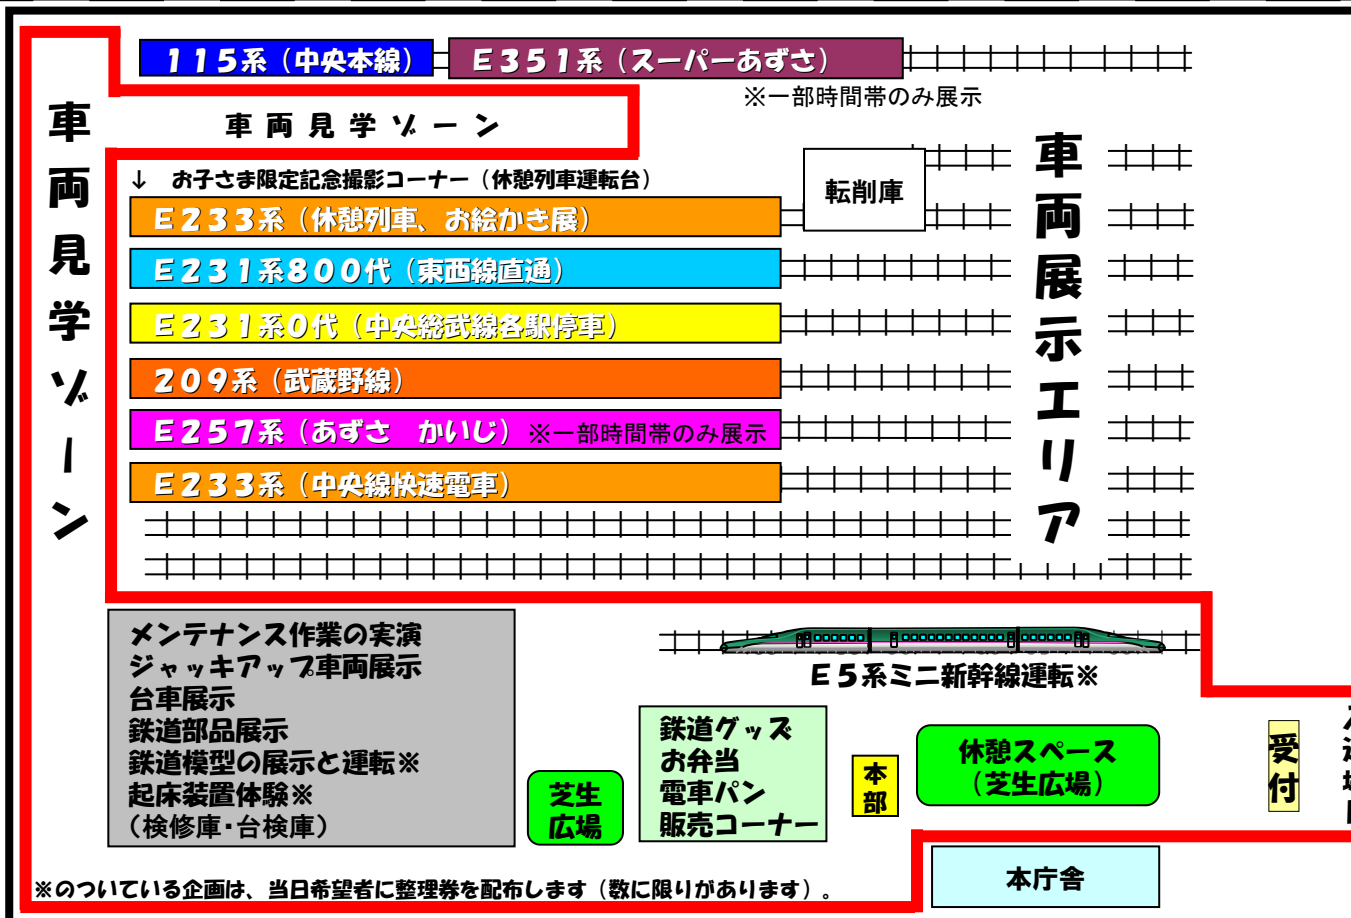 115系（中央本線）
E351系（スーパーあずさ）
※一部時間帯のみ展示
車両見学ゾーン
車両見学ゾーン
↓　お子さま限定記念撮影コーナー（休憩列車運転台）
転削庫
車両展示エリア
E233系（休憩列車、お絵かき展）
E231系800代（東西線直通）
E231系0代（中央総武線各駅停車）
209系（武蔵野線）
E257系（あずさ　かいじ）※一部時間帯のみ展示
E233系（中央線快速電車）
メンテナンス作業の実演
ジャッキアップ車両展示
台車展示
鉄道部品展示
鉄道模型の展示と運転※
起床装置体験※
（検修庫・台検庫）
E5系ミニ新幹線運転※
芝生
広場
鉄道グッズ
お弁当
電車パン
販売コーナー
本部
休憩スペース
（芝生広場）
受付
本庁舎
※のついている企画は、当日希望者に整理券を配布します（数に限りがあります）。